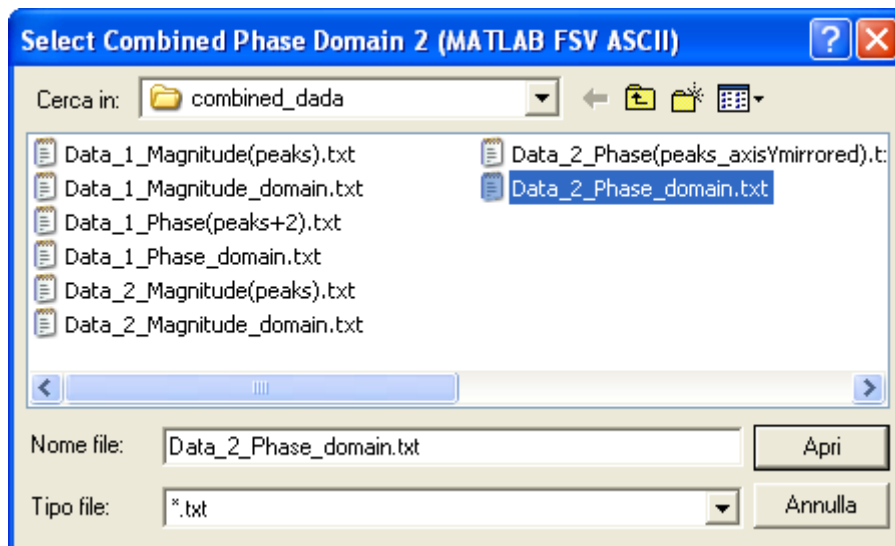 Select Combined Phase Domain 2 (MATLAB FSV ASCII)
Cerca in: combined_dada
Data_1_Magnitude(peaks).txt
Data_1_Magnitude_domain.txt
Data_1_Phase(peaks+2).txt
Data_1_Phase_domain.txt
Data_2_Magnitude(peaks).txt
Data_2_Magnitude_domain.txt
Data_2_Phase(peaks_axisYmirrored).t
Data_2_Phase_domain.txt
Nome file: Data_2_Phase_domain.txt Apri
Tipo file: *.txt Annulla